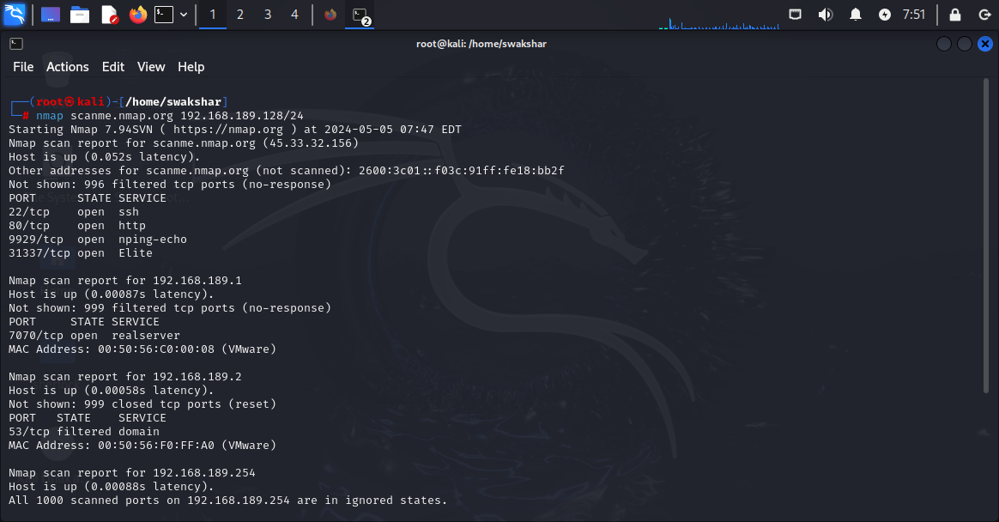 1 2 3 4 2 7:51
root@kali: /home/swakshar
File Actions Edit View Help
┌──(root㉿kali)-[/home/swakshar]
└─# nmap scanme.nmap.org 192.168.189.128/24
Starting Nmap 7.94SVN ( https://nmap.org ) at 2024-05-05 07:47 EDT
Nmap scan report for scanme.nmap.org (45.33.32.156)
Host is up (0.052s latency).
Other addresses for scanme.nmap.org (not scanned): 2600:3c01::f03c:91ff:fe18:bb2f
Not shown: 996 filtered tcp ports (no-response)
PORT      STATE SERVICE
22/tcp    open  ssh
80/tcp    open  http
9929/tcp  open  nping-echo
31337/tcp open  Elite
Nmap scan report for 192.168.189.1
Host is up (0.00087s latency).
Not shown: 999 filtered tcp ports (no-response)
PORT     STATE SERVICE
7070/tcp open  realserver
MAC Address: 00:50:56:C0:00:08 (VMware)
Nmap scan report for 192.168.189.2
Host is up (0.00058s latency).
Not shown: 999 closed tcp ports (reset)
PORT   STATE    SERVICE
53/tcp filtered domain
MAC Address: 00:50:56:F0:FF:A0 (VMware)
Nmap scan report for 192.168.189.254
Host is up (0.00088s latency).
All 1000 scanned ports on 192.168.189.254 are in ignored states.